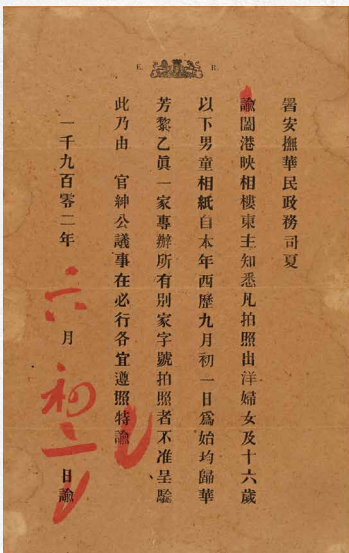 E. R.
署安撫華民政務司夏
諭闔港映相樓東主知悉凡拍照出洋婦女及十六歲
以下男童相紙自本年西歷九月初一日爲始均歸華
芳黎乙眞一家專辦所有別家字號拍照者不准呈驗
此乃由 官紳公議事在必行各宜遵照特諭
一千九百零二年 六 月 初二 日諭